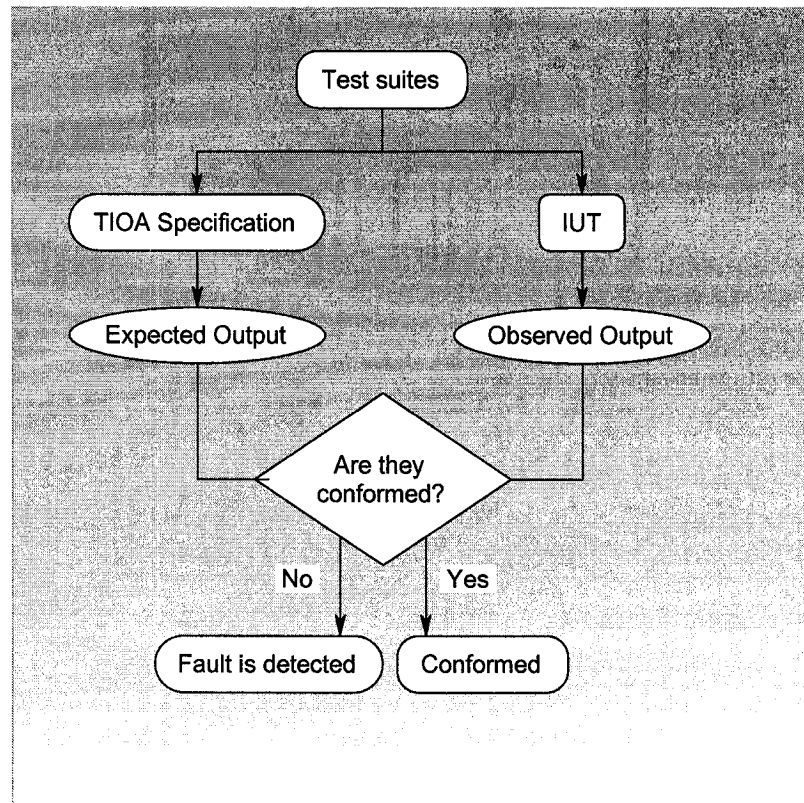 Test suites
TIOA Specification
IUT
Expected Output
Observed Output
Are they
conformed?
No
Yes
Fault is detected
Conformed